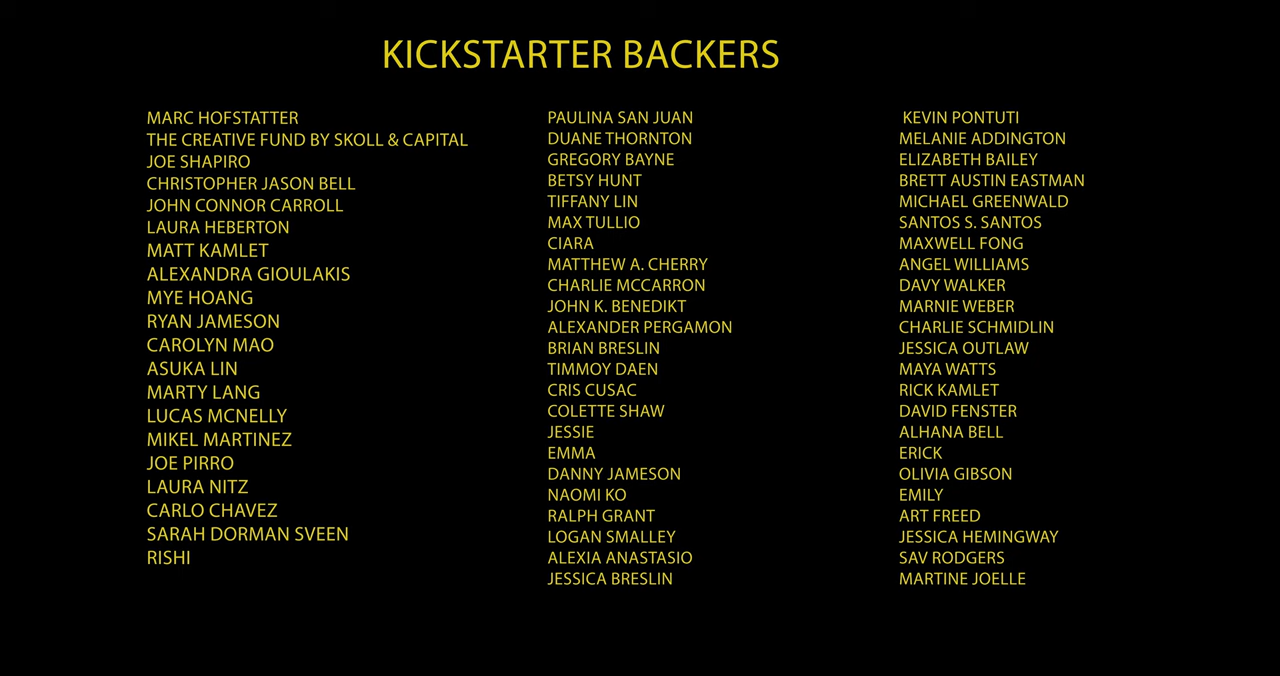 KICKSTARTER BACKERS
MARC HOFSTATTER
THE CREATIVE FUND BY SKOLL & CAPITAL
JOE SHAPIRO
CHRISTOPHER JASON BELL
JOHN CONNOR CARROLL
LAURA HEBERTON
MATT KAMLET
ALEXANDRA GIOULAKIS
MYE HOANG
RYAN JAMESON
CAROLYN MAO
ASUKA LIN
MARTY LANG
LUCAS MCNELLY
MIKEL MARTINEZ
JOE PIRRO
LAURA NITZ
CARLO CHAVEZ
SARAH DORMAN SVEEN
RISHI
PAULINA SAN JUAN
DUANE THORNTON
GREGORY BAYNE
BETSY HUNT
TIFFANY LIN
MAX TULLIO
CIARA
MATTHEW A. CHERRY
CHARLIE MCCARRON
JOHN K. BENEDIKT
ALEXANDER PERGAMON
BRIAN BRESLIN
TIMMOY DAEN
CRIS CUSAC
COLETTE SHAW
JESSIE
EMMA
DANNY JAMESON
NAOMI KO
RALPH GRANT
LOGAN SMALLEY
ALEXIA ANASTASIO
JESSICA BRESLIN
KEVIN PONTUTI
MELANIE ADDINGTON
ELIZABETH BAILEY
BRETT AUSTIN EASTMAN
MICHAEL GREENWALD
SANTOS S. SANTOS
MAXWELL FONG
ANGEL WILLIAMS
DAVY WALKER
MARNIE WEBER
CHARLIE SCHMIDLIN
JESSICA OUTLAW
MAYA WATTS
RICK KAMLET
DAVID FENSTER
ALHANA BELL
ERICK
OLIVIA GIBSON
EMILY
ART FREED
JESSICA HEMINGWAY
SAV RODGERS
MARTINE JOELLE